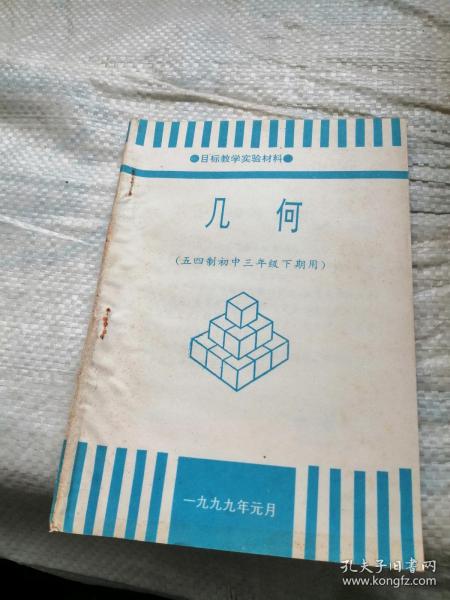 ●目标教学实验材料●
几何
(五四制初中三年级下期用)
一九九九年元月
孔夫子旧书网
www.kongfz.com